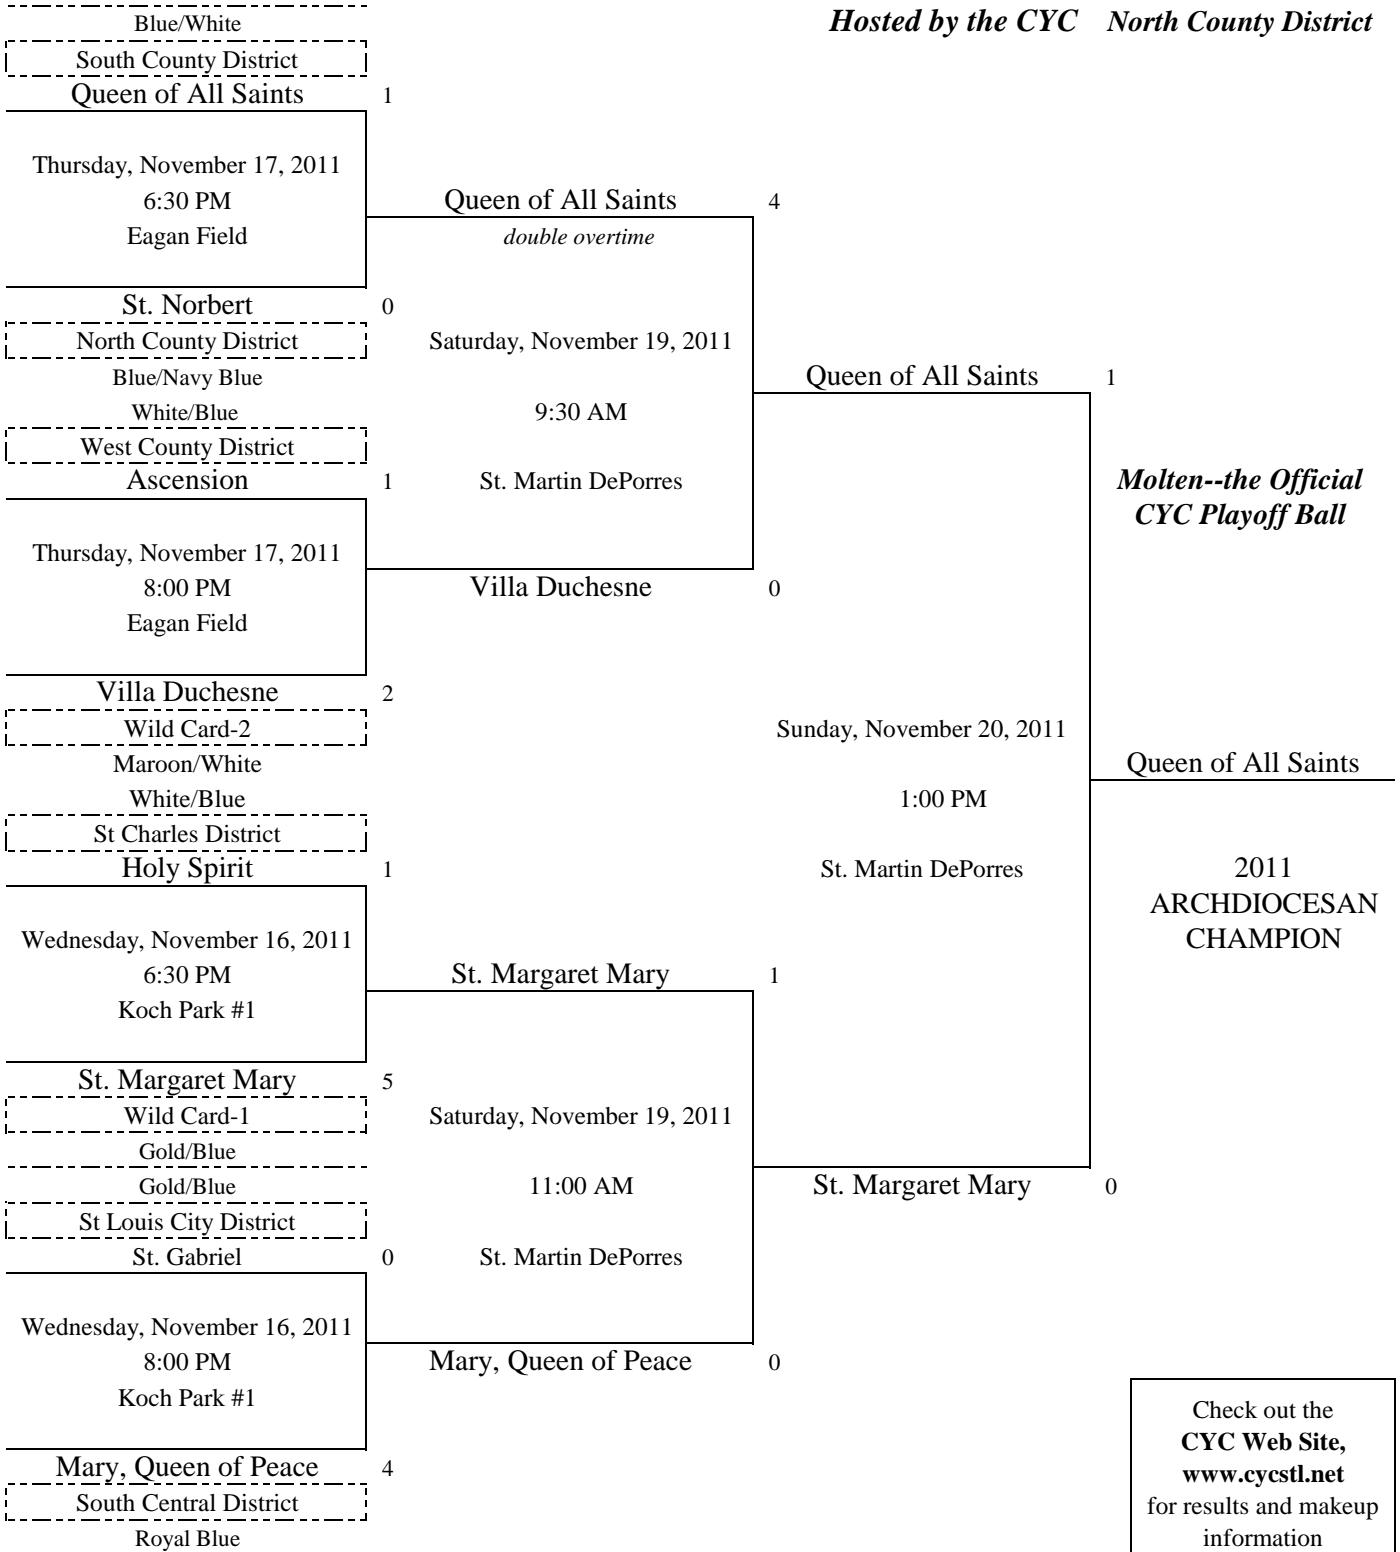 Blue/White
Hosted by the CYC North County District
South County District
Queen of All Saints 1
Thursday, November 17, 2011
6:30 PM
Eagan Field
Queen of All Saints 4
double overtime
St. Norbert 0
North County District
Saturday, November 19, 2011
Blue/Navy Blue
Queen of All Saints 1
White/Blue
9:30 AM
West County District
Ascension 1
St. Martin DePorres
Molten--the Official
CYC Playoff Ball
Thursday, November 17, 2011
8:00 PM
Eagan Field
Villa Duchesne 0
Villa Duchesne 2
Wild Card-2
Sunday, November 20, 2011
Maroon/White
Queen of All Saints
White/Blue
1:00 PM
St Charles District
Holy Spirit 1
St. Martin DePorres
2011
ARCHDIOCESAN
CHAMPION
Wednesday, November 16, 2011
6:30 PM
Koch Park #1
St. Margaret Mary 1
St. Margaret Mary 5
Wild Card-1
Saturday, November 19, 2011
Gold/Blue
Gold/Blue
11:00 AM
St. Margaret Mary 0
St Louis City District
St. Gabriel 0
St. Martin DePorres
Wednesday, November 16, 2011
8:00 PM
Koch Park #1
Mary, Queen of Peace 0
Mary, Queen of Peace 4
South Central District
Royal Blue
Check out the
CYC Web Site,
www.cycstl.net
for results and makeup
information